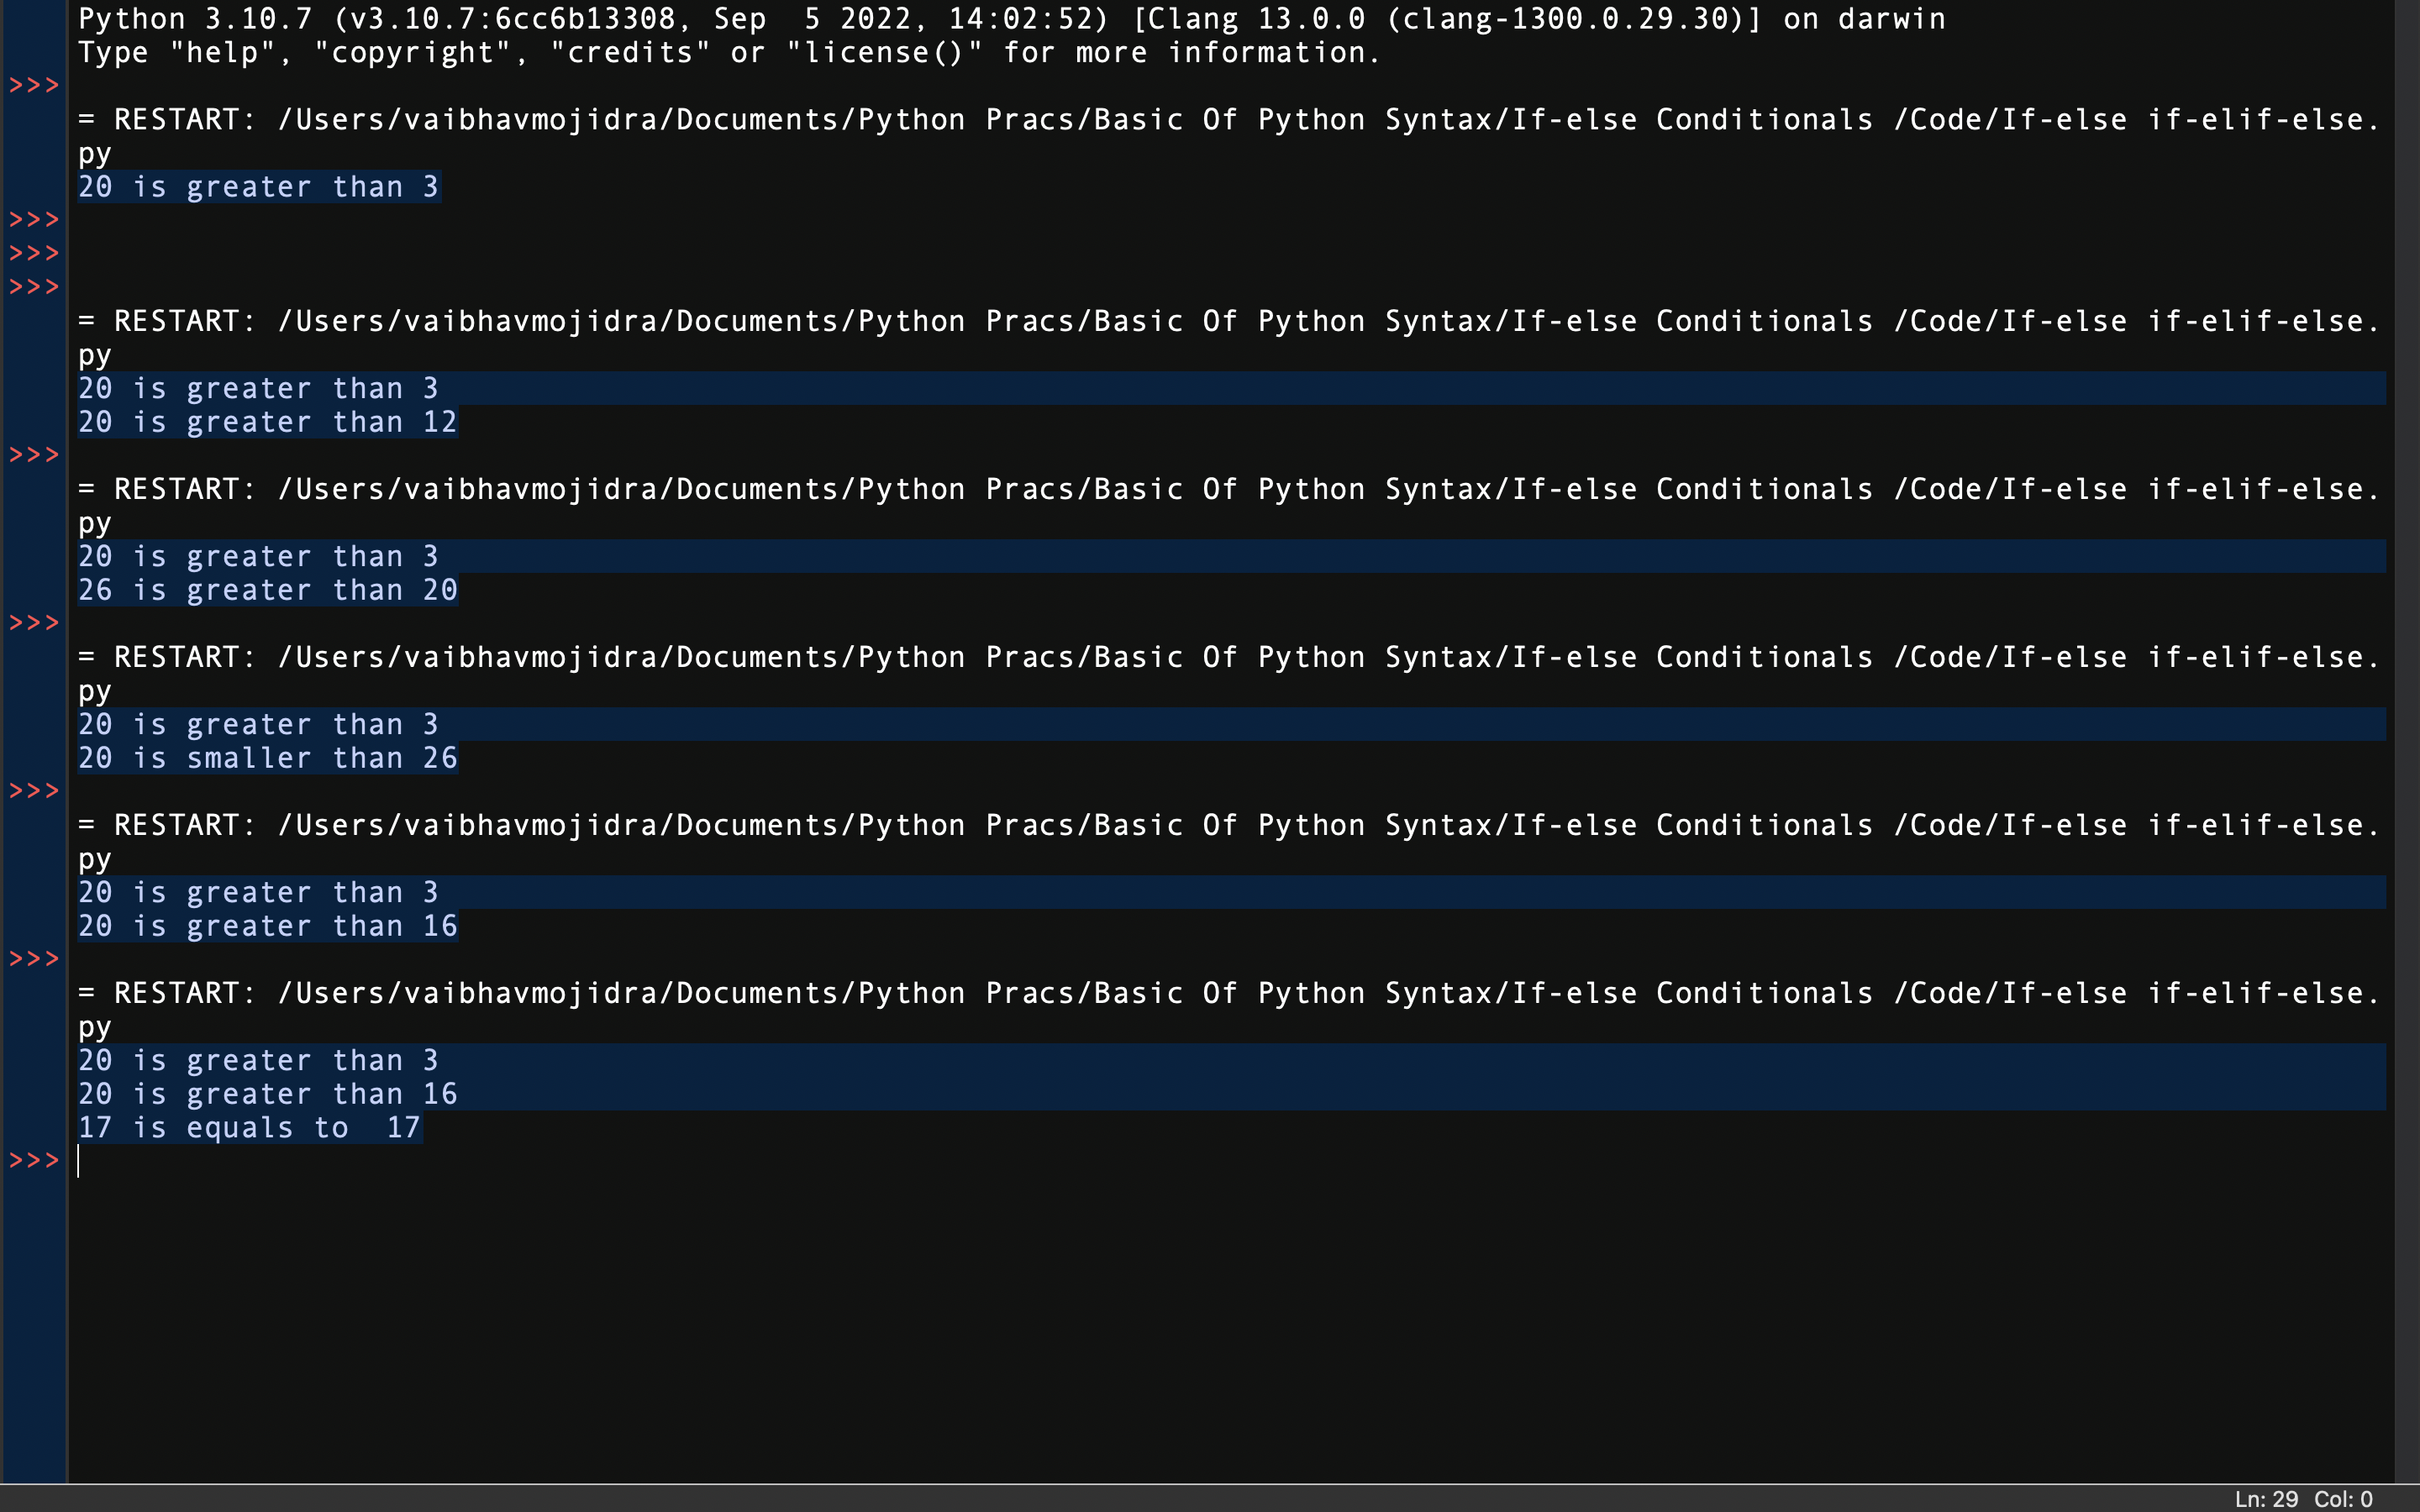 Python 3.10.7 (v3.10.7:6cc6b13308, Sep  5 2022, 14:02:52) [Clang 13.0.0 (clang-1300.0.29.30)] on darwin
Type "help", "copyright", "credits" or "license()" for more information.
>>>
= RESTART: /Users/vaibhavmojidra/Documents/Python Pracs/Basic Of Python Syntax/If-else Conditionals /Code/If-else if-elif-else.
py
20 is greater than 3
>>>
>>>
>>>
= RESTART: /Users/vaibhavmojidra/Documents/Python Pracs/Basic Of Python Syntax/If-else Conditionals /Code/If-else if-elif-else.
py
20 is greater than 3
20 is greater than 12
>>>
= RESTART: /Users/vaibhavmojidra/Documents/Python Pracs/Basic Of Python Syntax/If-else Conditionals /Code/If-else if-elif-else.
py
20 is greater than 3
26 is greater than 20
>>>
= RESTART: /Users/vaibhavmojidra/Documents/Python Pracs/Basic Of Python Syntax/If-else Conditionals /Code/If-else if-elif-else.
py
20 is greater than 3
20 is smaller than 26
>>>
= RESTART: /Users/vaibhavmojidra/Documents/Python Pracs/Basic Of Python Syntax/If-else Conditionals /Code/If-else if-elif-else.
py
20 is greater than 3
20 is greater than 16
>>>
= RESTART: /Users/vaibhavmojidra/Documents/Python Pracs/Basic Of Python Syntax/If-else Conditionals /Code/If-else if-elif-else.
py
20 is greater than 3
20 is greater than 16
17 is equals to  17
>>>
Ln: 29 Col: 0